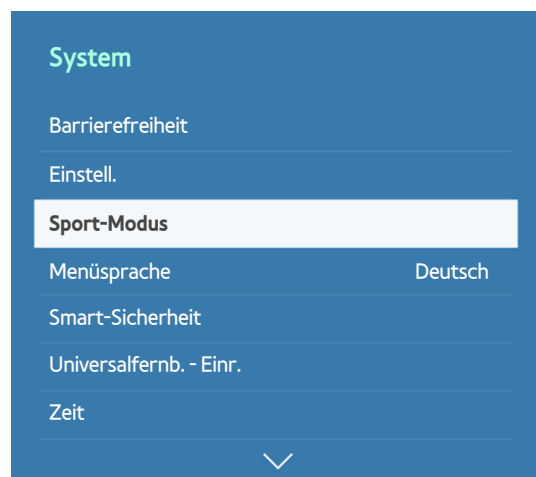 System
Barrierefreiheit
Einstell.
Sport-Modus
Menüsprache Deutsch
Smart-Sicherheit
Universalfernb. - Einr.
Zeit